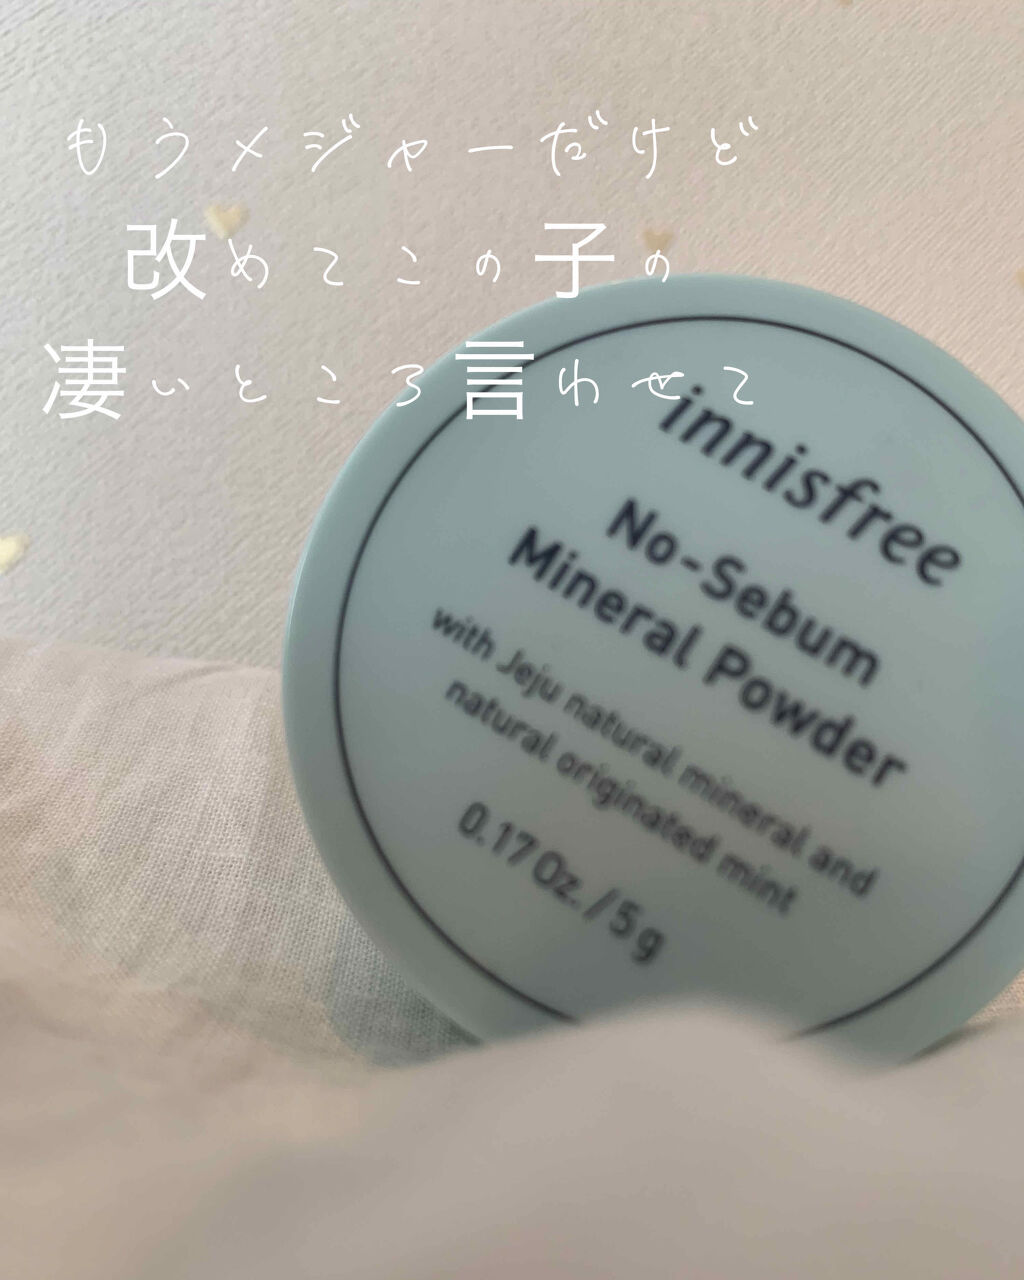 もうメジャーだけど
改めてこの子の
凄いところ言わせて
innisfree
No-Sebum
Mineral Powder
with Jeju natural mineral and
natural originated mint
0.17 Oz. / 5 g